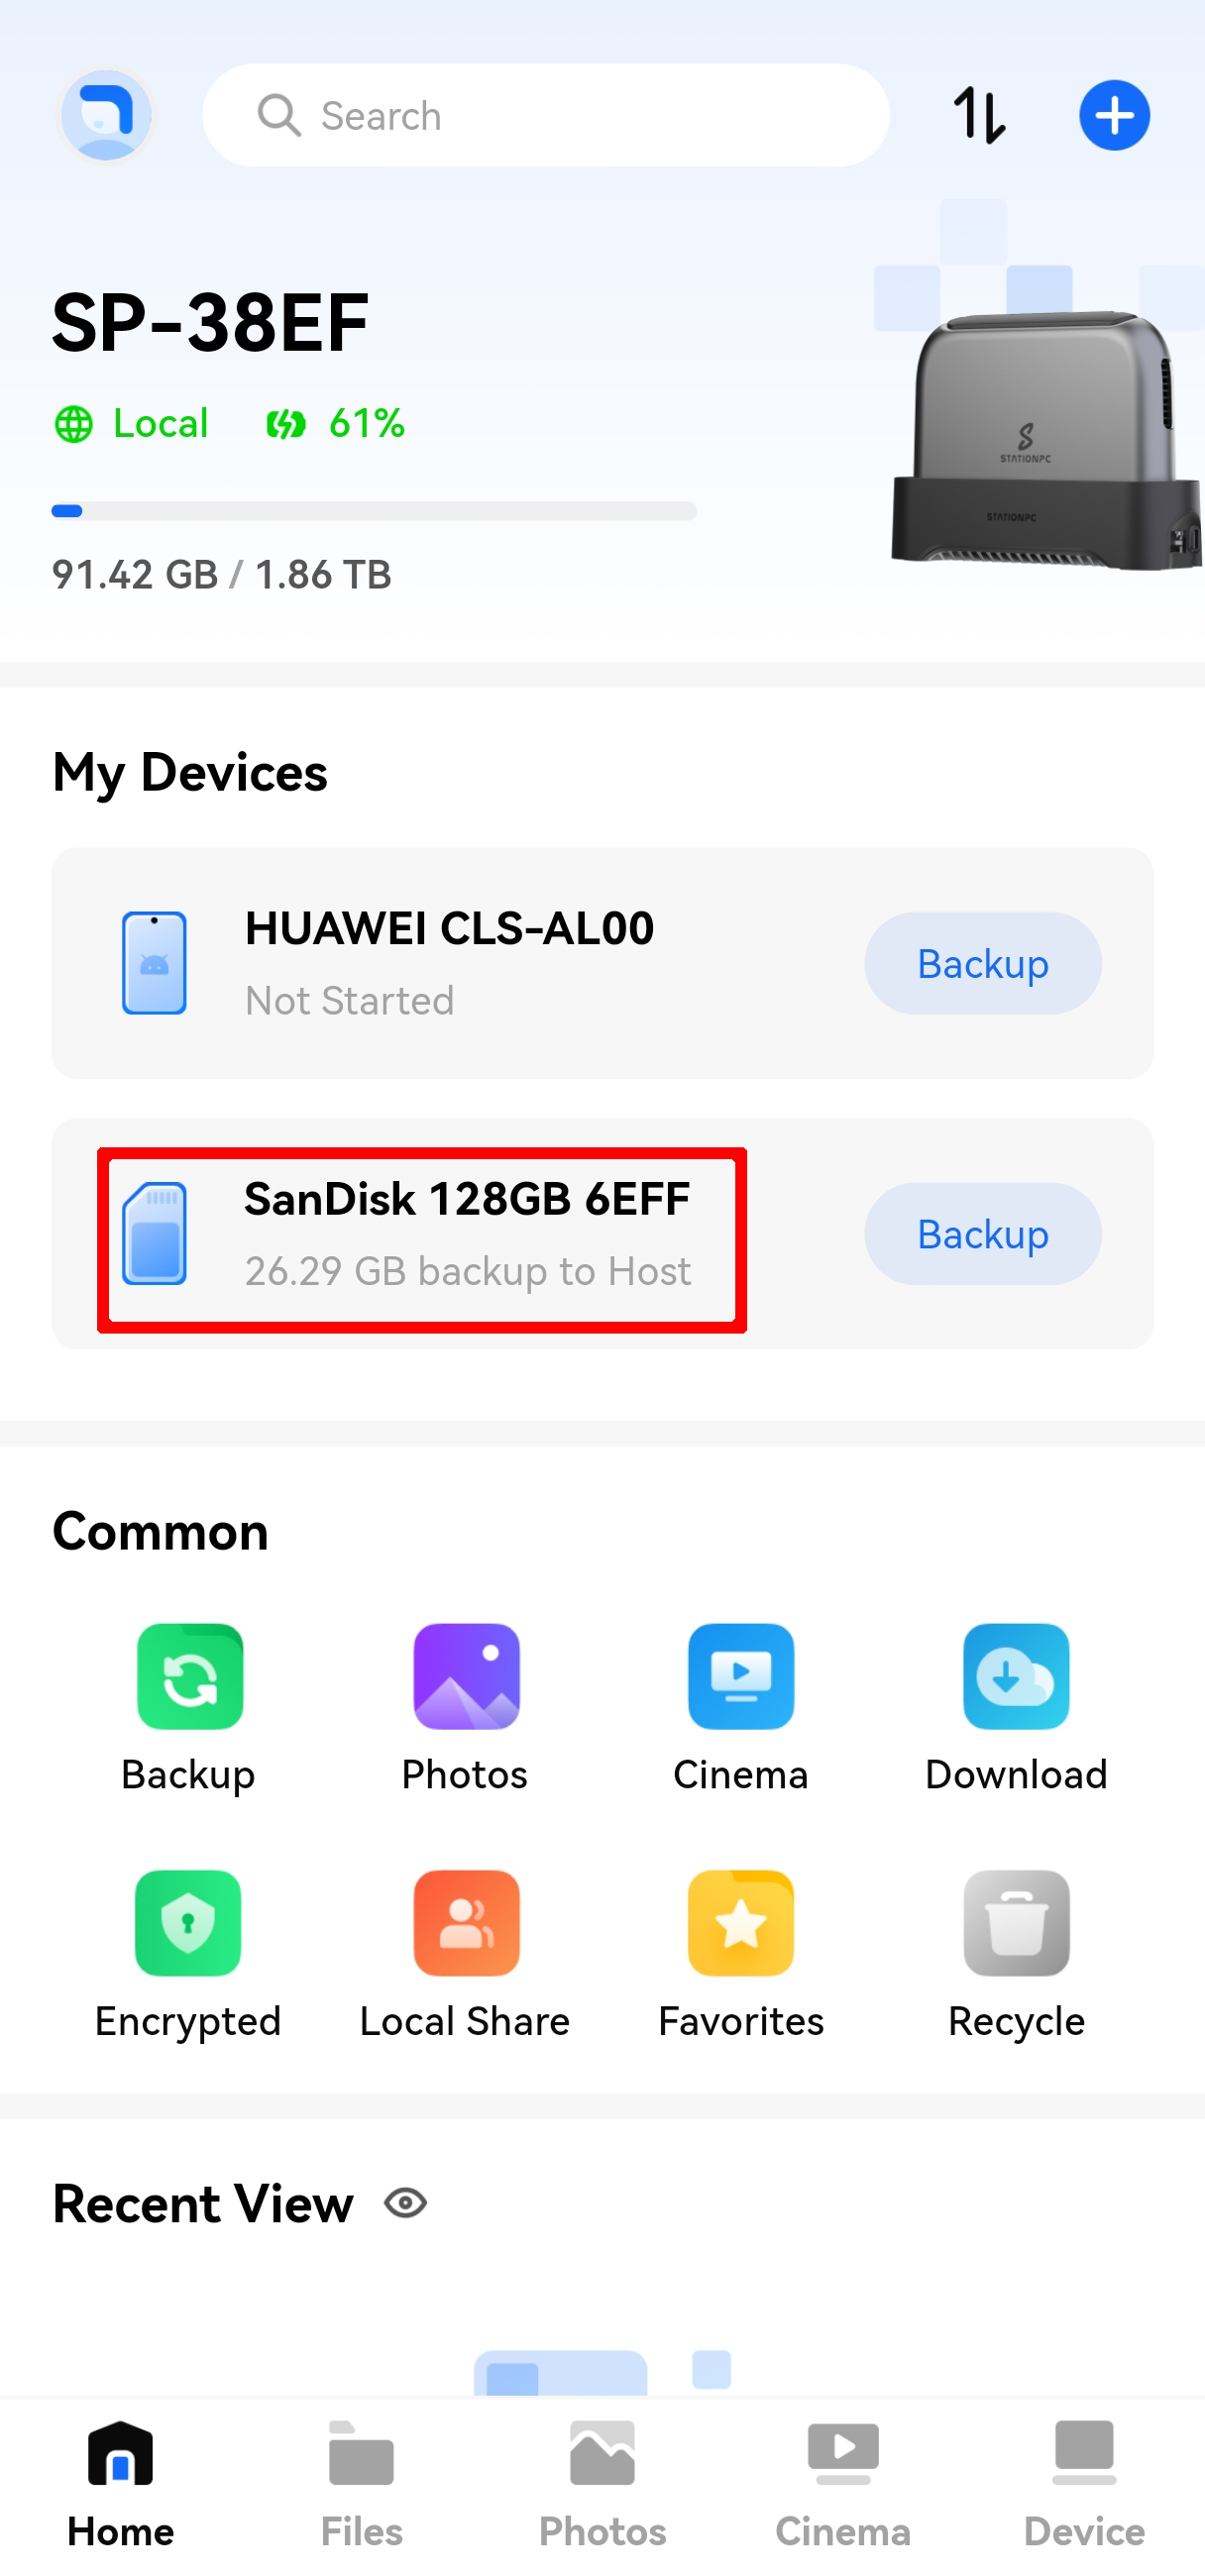 Search
SP-38EF
Local 61%
91.42 GB / 1.86 TB
STATIONPC
STATIONPC
My Devices
HUAWEI CLS-AL00
Not Started
Backup
SanDisk 128GB 6EFF
26.29 GB backup to Host
Backup
Common
Backup Photos Cinema Download
Encrypted Local Share Favorites Recycle
Recent View
Home Files Photos Cinema Device